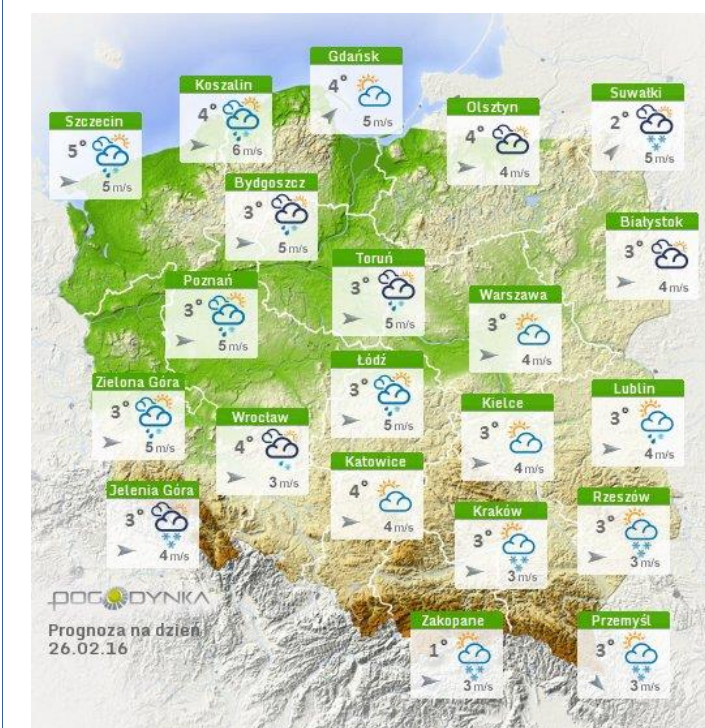 Gdańsk
4°
5 m/s
Koszalin
4°
6 m/s
Suwałki
2°
5 m/s
Olsztyn
4°
4 m/s
Szczecin
5°
5 m/s
Bydgoszcz
3°
5 m/s
Białystok
3°
4 m/s
Toruń
3°
5 m/s
Poznań
3°
5 m/s
Warszawa
3°
4 m/s
Łódź
3°
5 m/s
Zielona Góra
3°
5 m/s
Lublin
3°
4 m/s
Kielce
3°
4 m/s
Wrocław
4°
3 m/s
Katowice
4°
4 m/s
Jelenia Góra
3°
4 m/s
Rzeszów
3°
3 m/s
Kraków
3°
3 m/s
POGODYNKA
Prognoza na dzień
26.02.16
Zakopane
1°
3 m/s
Przemyśl
3°
3 m/s